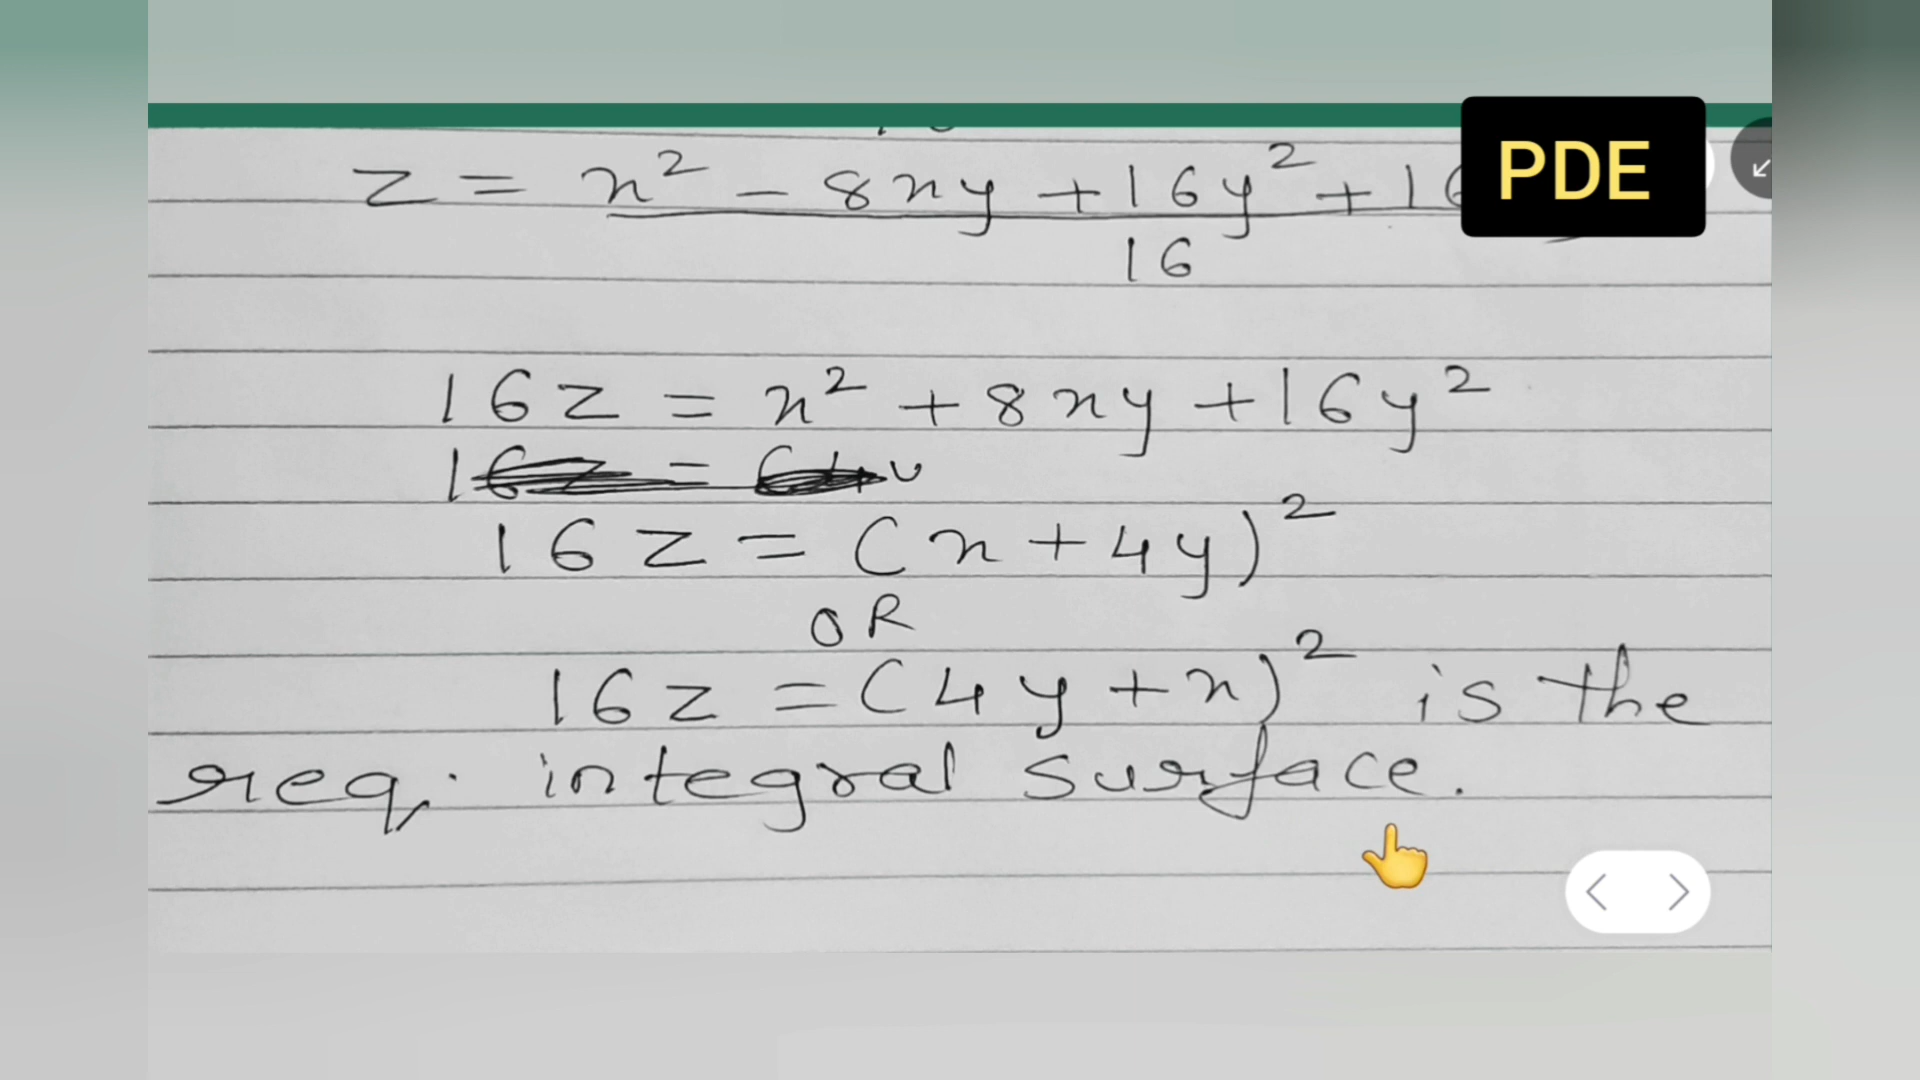 z = x² - 8xy + 16y² + 16
PDE
16
16z = x² + 8xy + 16y²
16z = (x + 4y)²
OR
16z = (4y + x)² is the
req. integral surface.